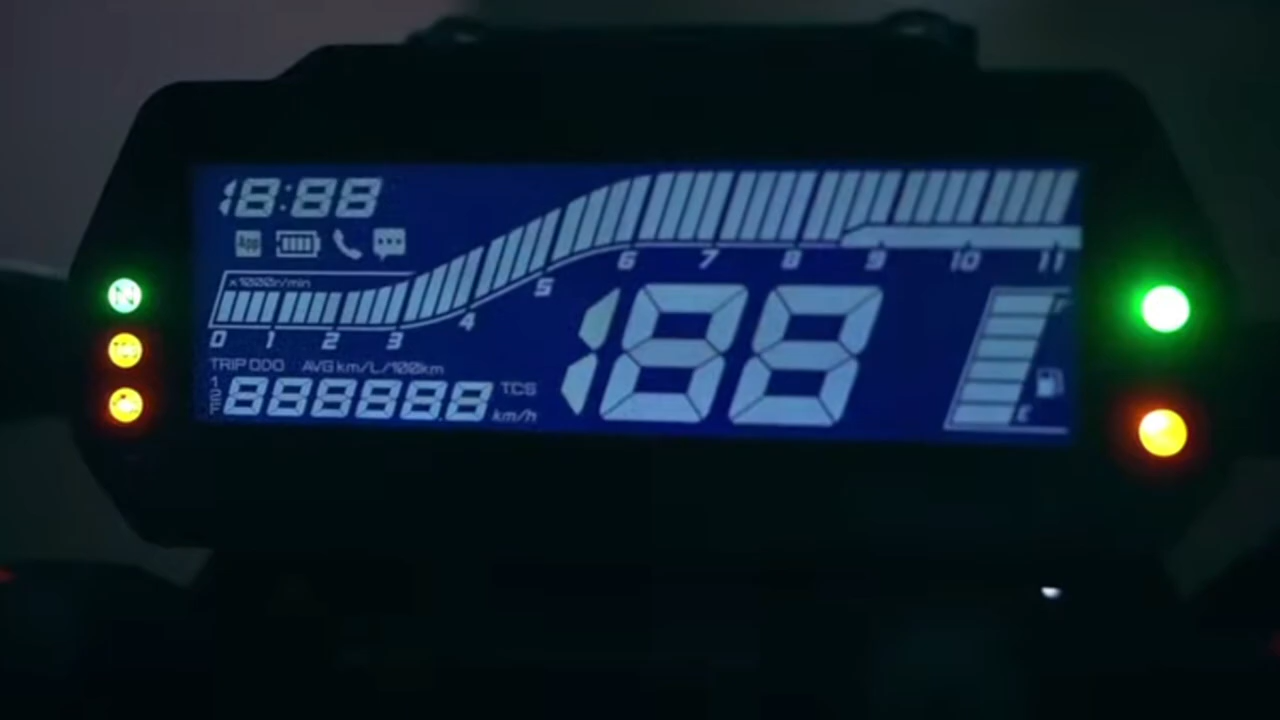 18:88
App
x1000r/min
0 1 2 3 4 5 6 7 8 9 10 11
TRIP ODO AVG km/L/100km
12F 888888 TCS
km/h
188
F
E
N